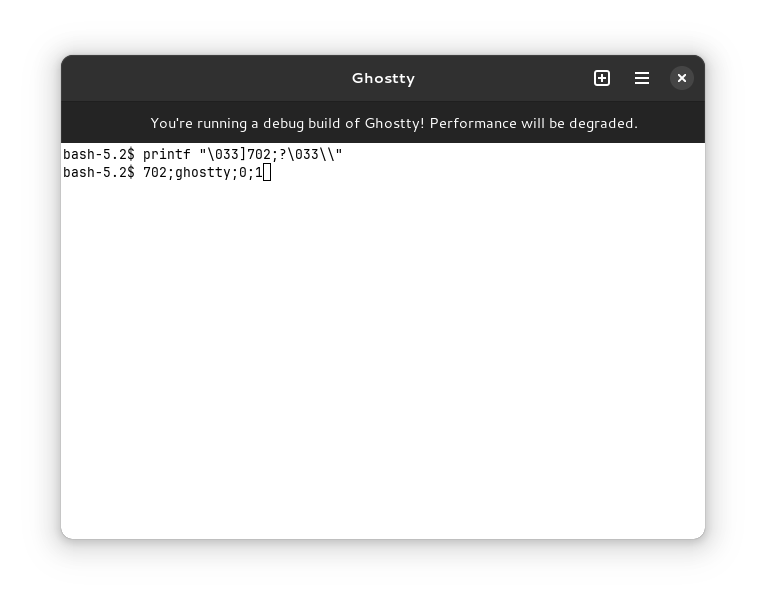 Ghostty
You're running a debug build of Ghostty! Performance will be degraded.
bash-5.2$ printf "\033]702;?\033\\"
bash-5.2$ 702;ghostty;0;1